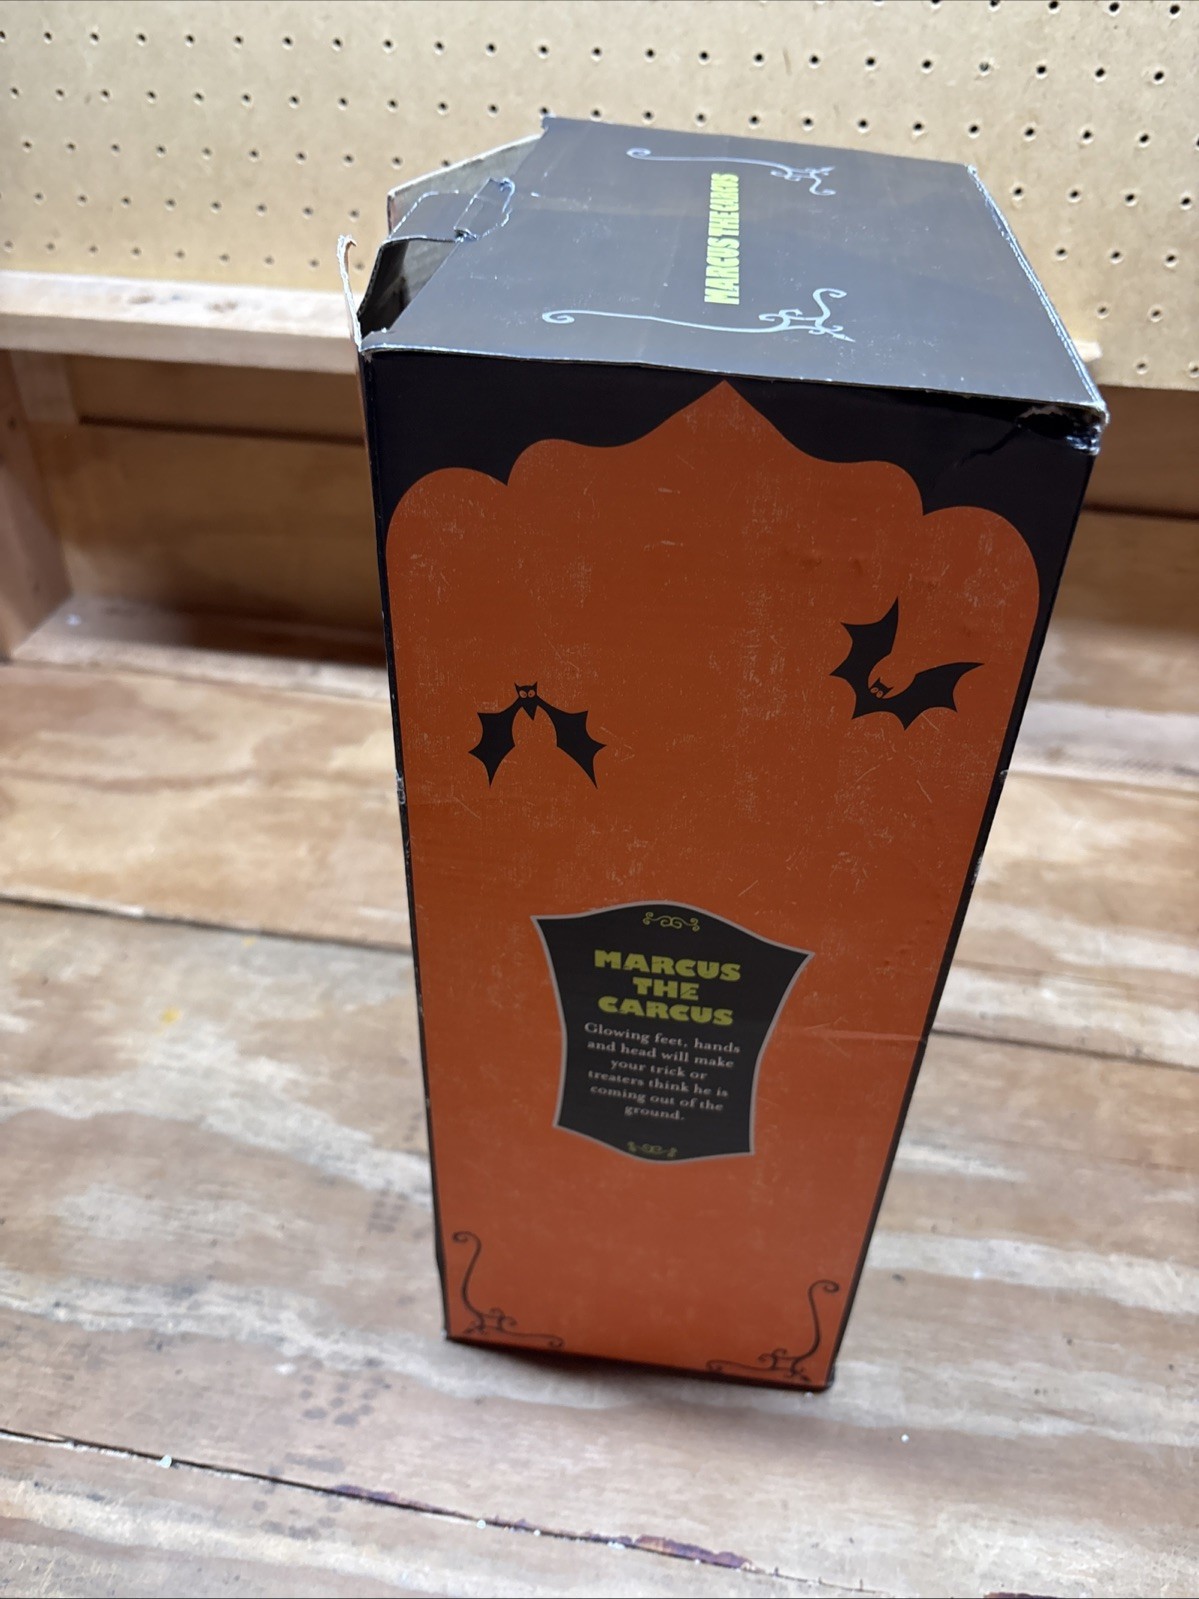 MARCUS THE CARCUS
MARCUS
THE
CARCUS
Glowing feet, hands
and head will make
your trick or
treaters think he is
coming out of the
ground.